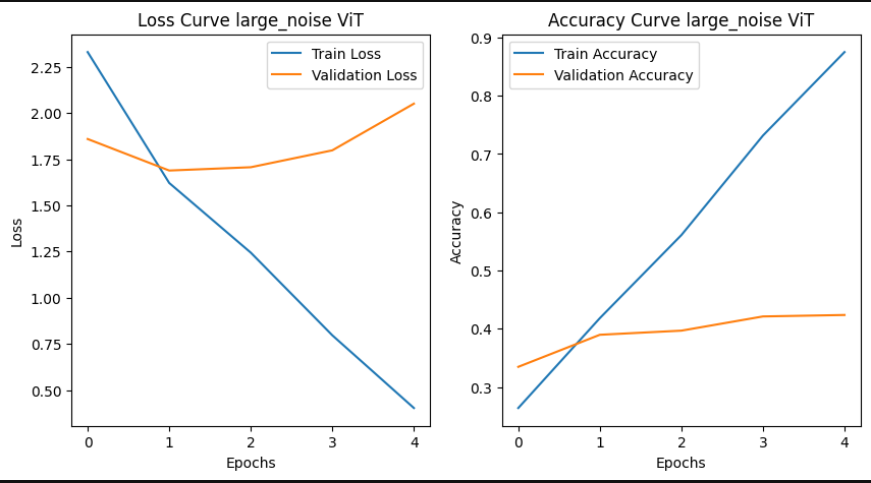 Loss Curve large_noise ViT
Train Loss
Validation Loss
2.25
2.00
1.75
1.50
1.25
1.00
0.75
0.50
Loss
0 1 2 3 4
Epochs
Accuracy Curve large_noise ViT
Train Accuracy
Validation Accuracy
0.9
0.8
0.7
0.6
0.5
0.4
0.3
Accuracy
0 1 2 3 4
Epochs